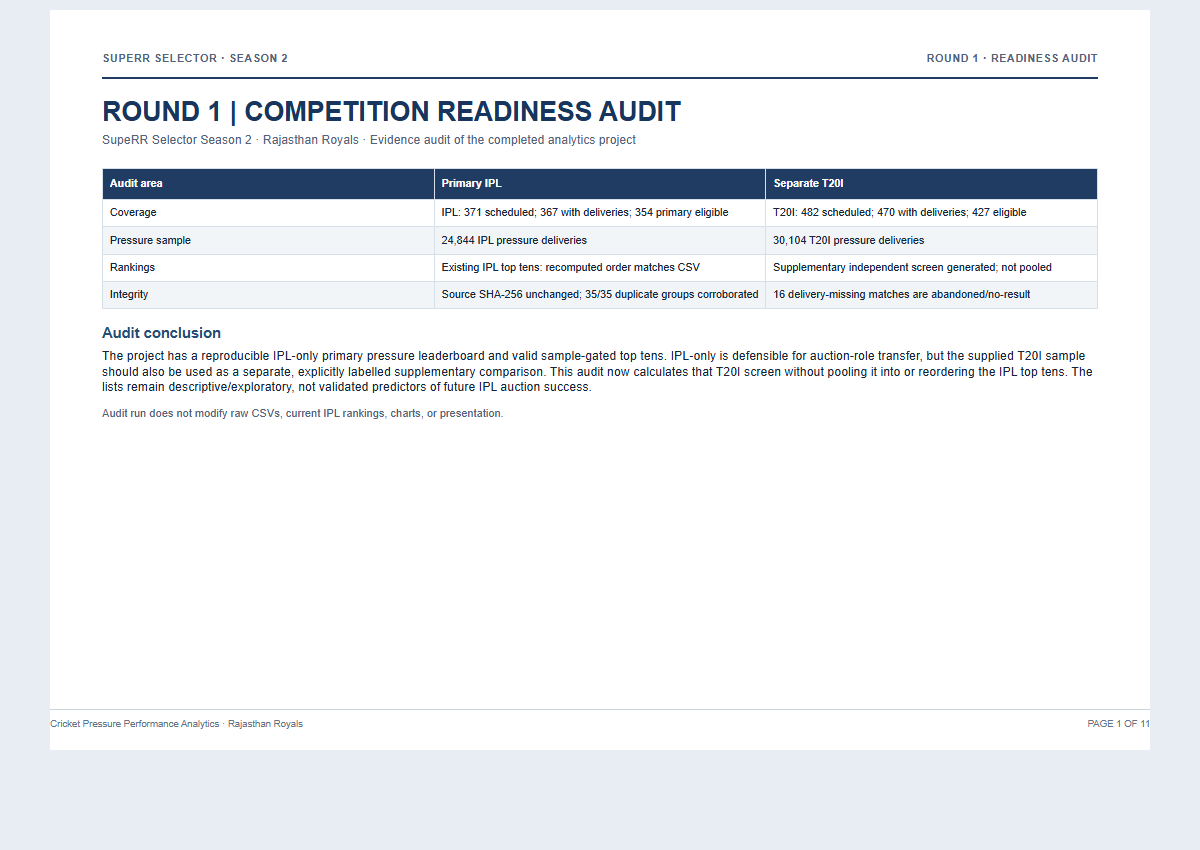 SUPERR SELECTOR · SEASON 2
ROUND 1 · READINESS AUDIT
ROUND 1 | COMPETITION READINESS AUDIT
SupeRR Selector Season 2 · Rajasthan Royals · Evidence audit of the completed analytics project
Audit area Primary IPL Separate T20I
Coverage IPL: 371 scheduled; 367 with deliveries; 354 primary eligible T20I: 482 scheduled; 470 with deliveries; 427 eligible
Pressure sample 24,844 IPL pressure deliveries 30,104 T20I pressure deliveries
Rankings Existing IPL top tens: recomputed order matches CSV Supplementary independent screen generated; not pooled
Integrity Source SHA-256 unchanged; 35/35 duplicate groups corroborated 16 delivery-missing matches are abandoned/no-result
Audit conclusion
The project has a reproducible IPL-only primary pressure leaderboard and valid sample-gated top tens. IPL-only is defensible for auction-role transfer, but the supplied T20I sample
should also be used as a separate, explicitly labelled supplementary comparison. This audit now calculates that T20I screen without pooling it into or reordering the IPL top tens. The
lists remain descriptive/exploratory, not validated predictors of future IPL auction success.
Audit run does not modify raw CSVs, current IPL rankings, charts, or presentation.
Cricket Pressure Performance Analytics · Rajasthan Royals
PAGE 1 OF 11